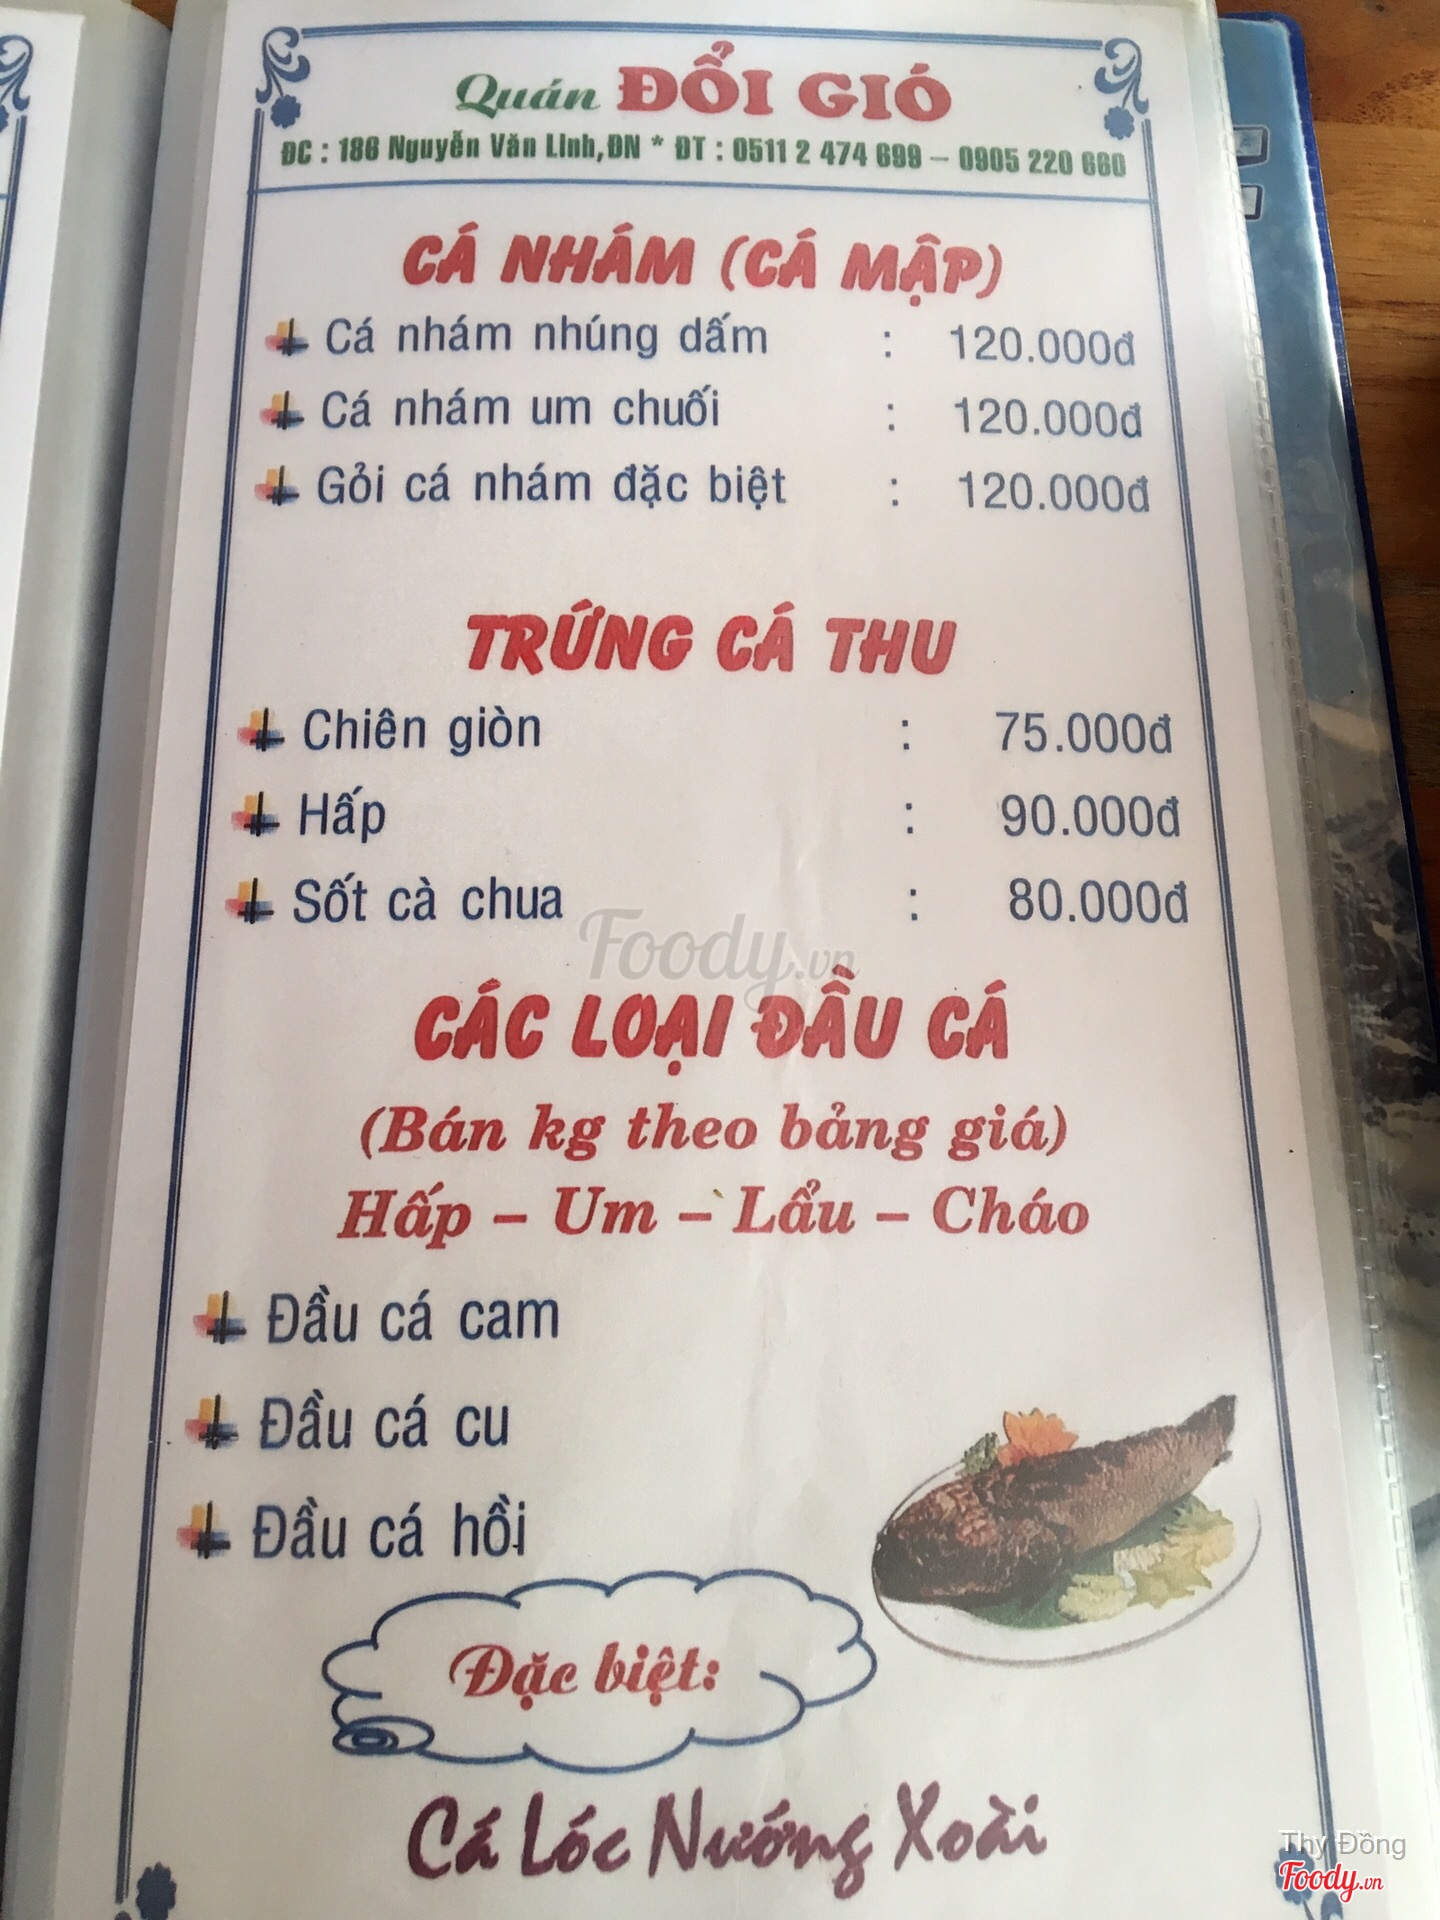 Quán ĐỔI GIÓ
ĐC : 186 Nguyễn Văn Linh,ĐN * ĐT : 0511 2 474 699 – 0905 220 660
CÁ NHÁM (CÁ MẬP)
Cá nhám nhúng dấm : 120.000đ
Cá nhám um chuối : 120.000đ
Gỏi cá nhám đặc biệt : 120.000đ
TRỨNG CÁ THU
Chiên giòn : 75.000đ
Hấp : 90.000đ
Sốt cà chua : 80.000đ
Foody.vn
CÁC LOẠI ĐẦU CÁ
(Bán kg theo bảng giá)
Hấp – Um – Lẩu – Cháo
Đầu cá cam
Đầu cá cu
Đầu cá hồi
Đặc biệt:
Cá Lóc Nướng Xoài
Thy Đồng
Foody.vn